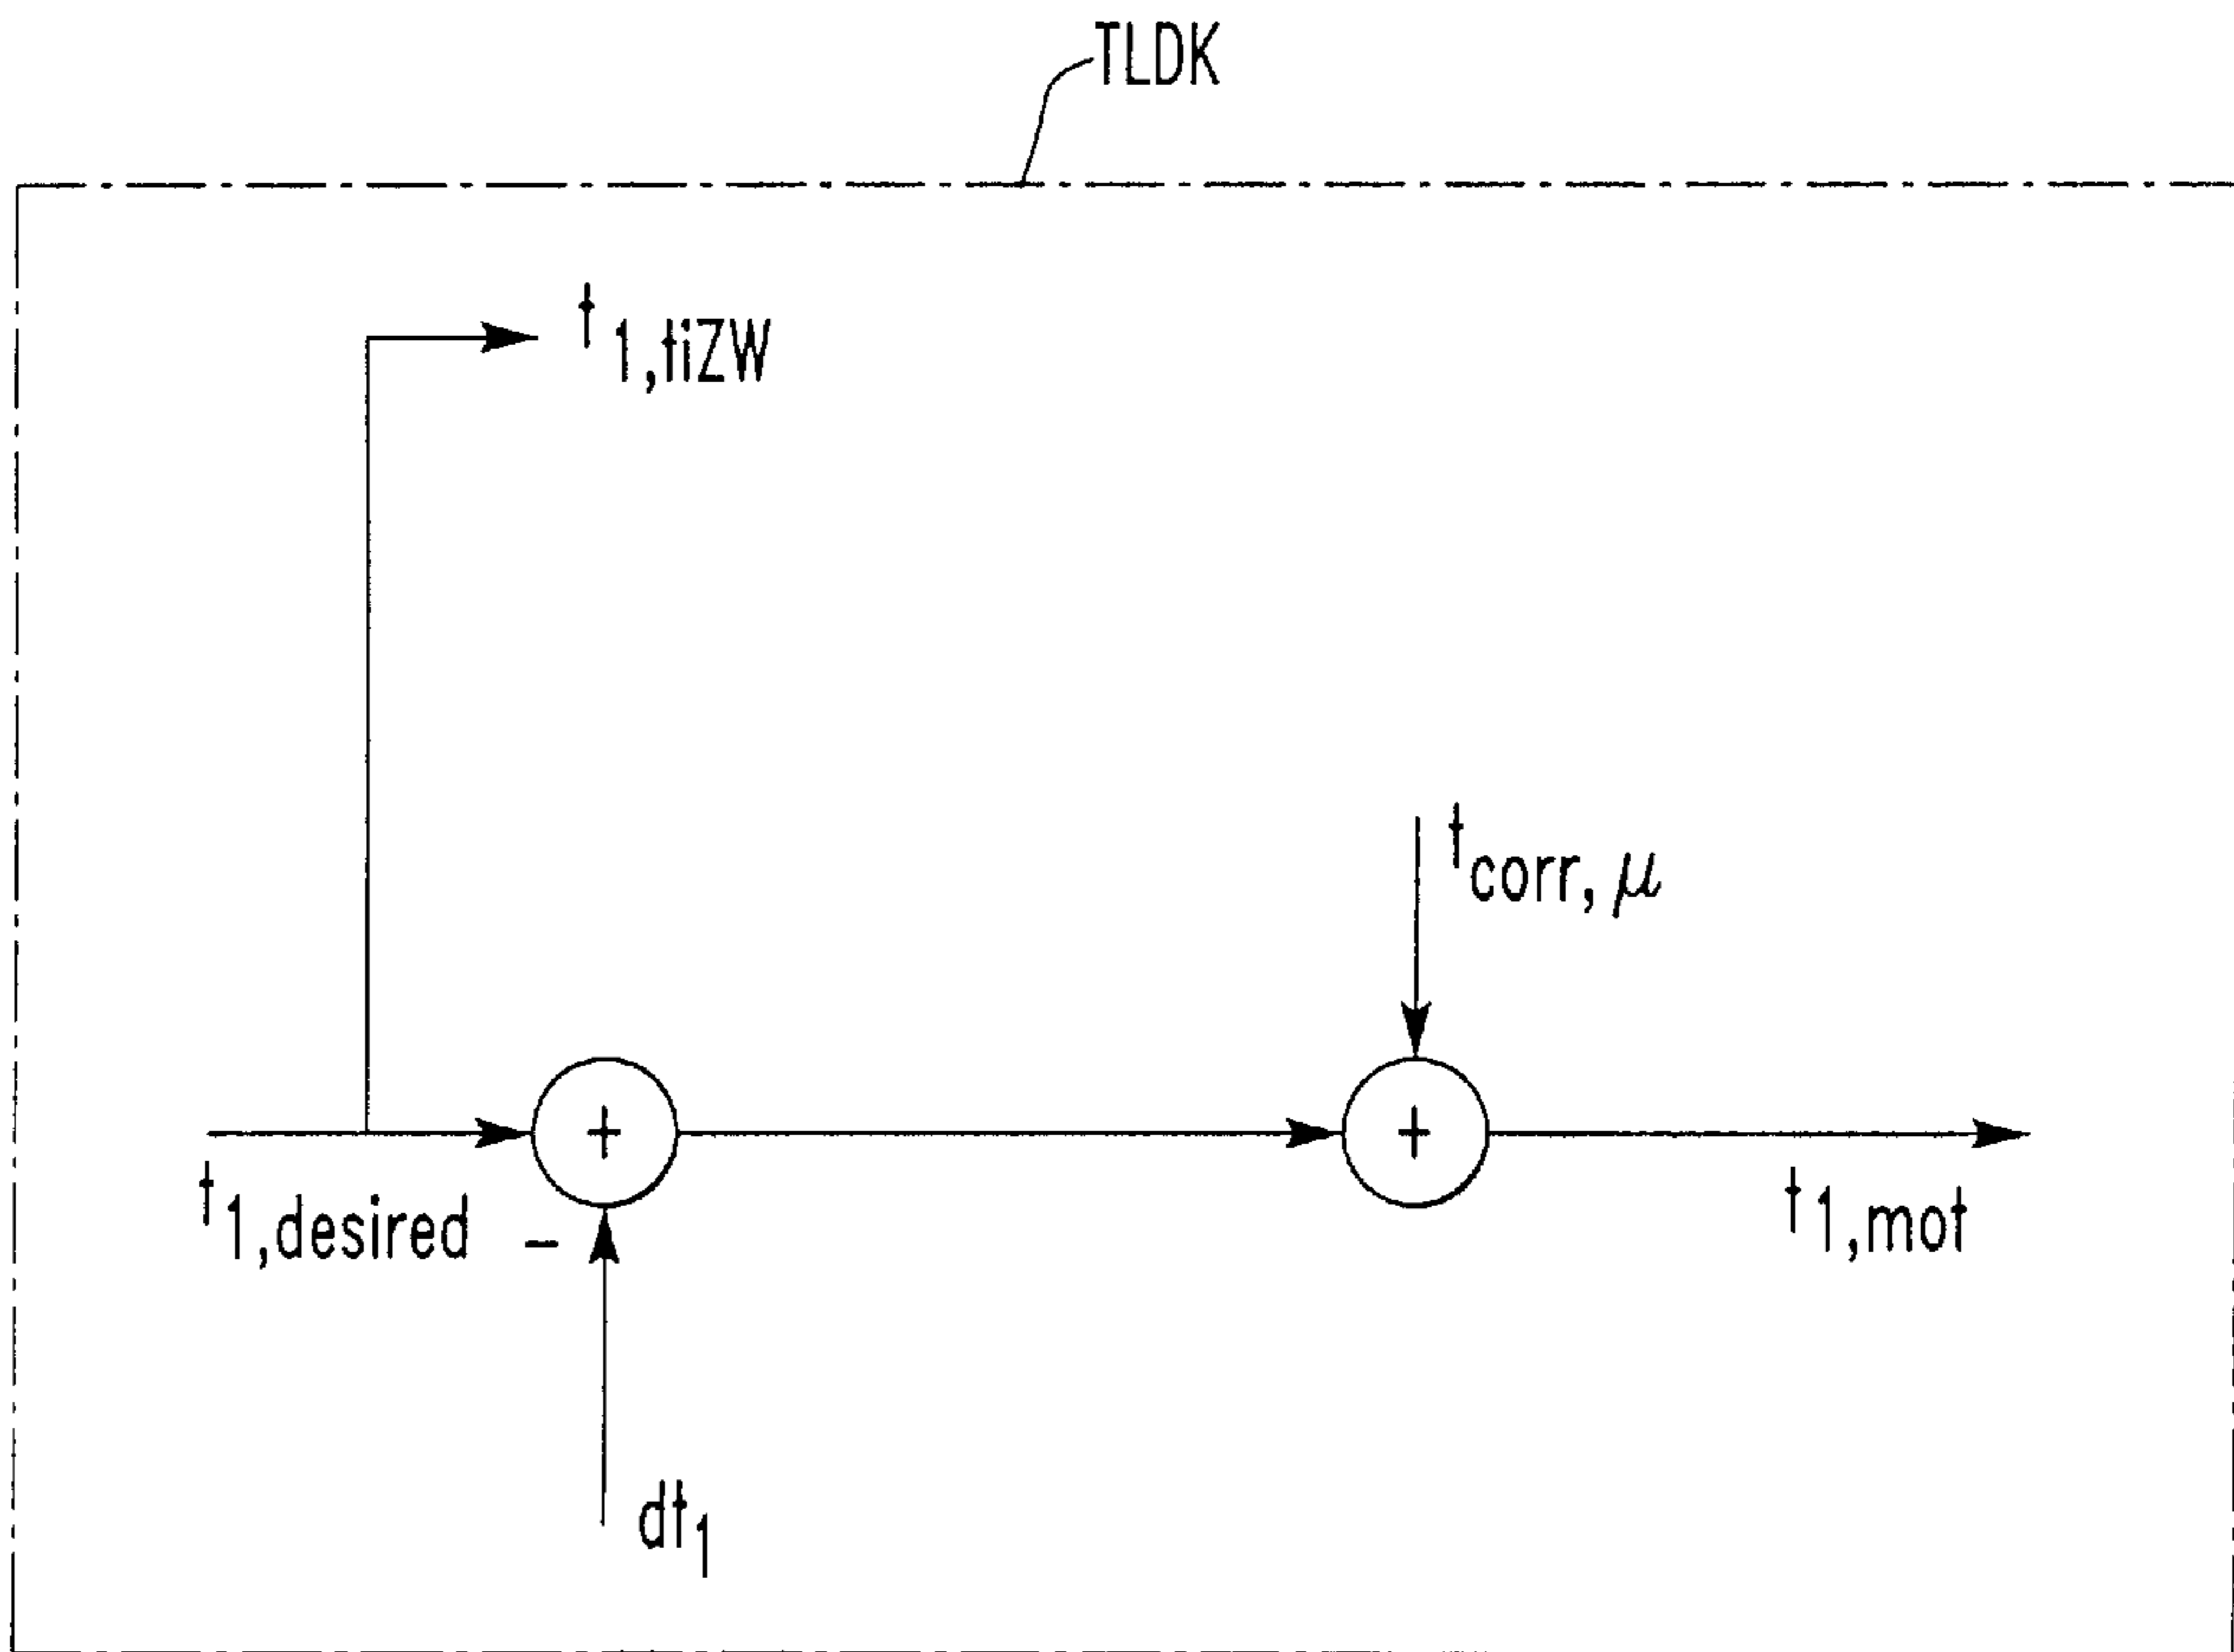 TLDK
t1,tiZW
tcorr, μ
+ +
t1,desired - t1,mot
dt1